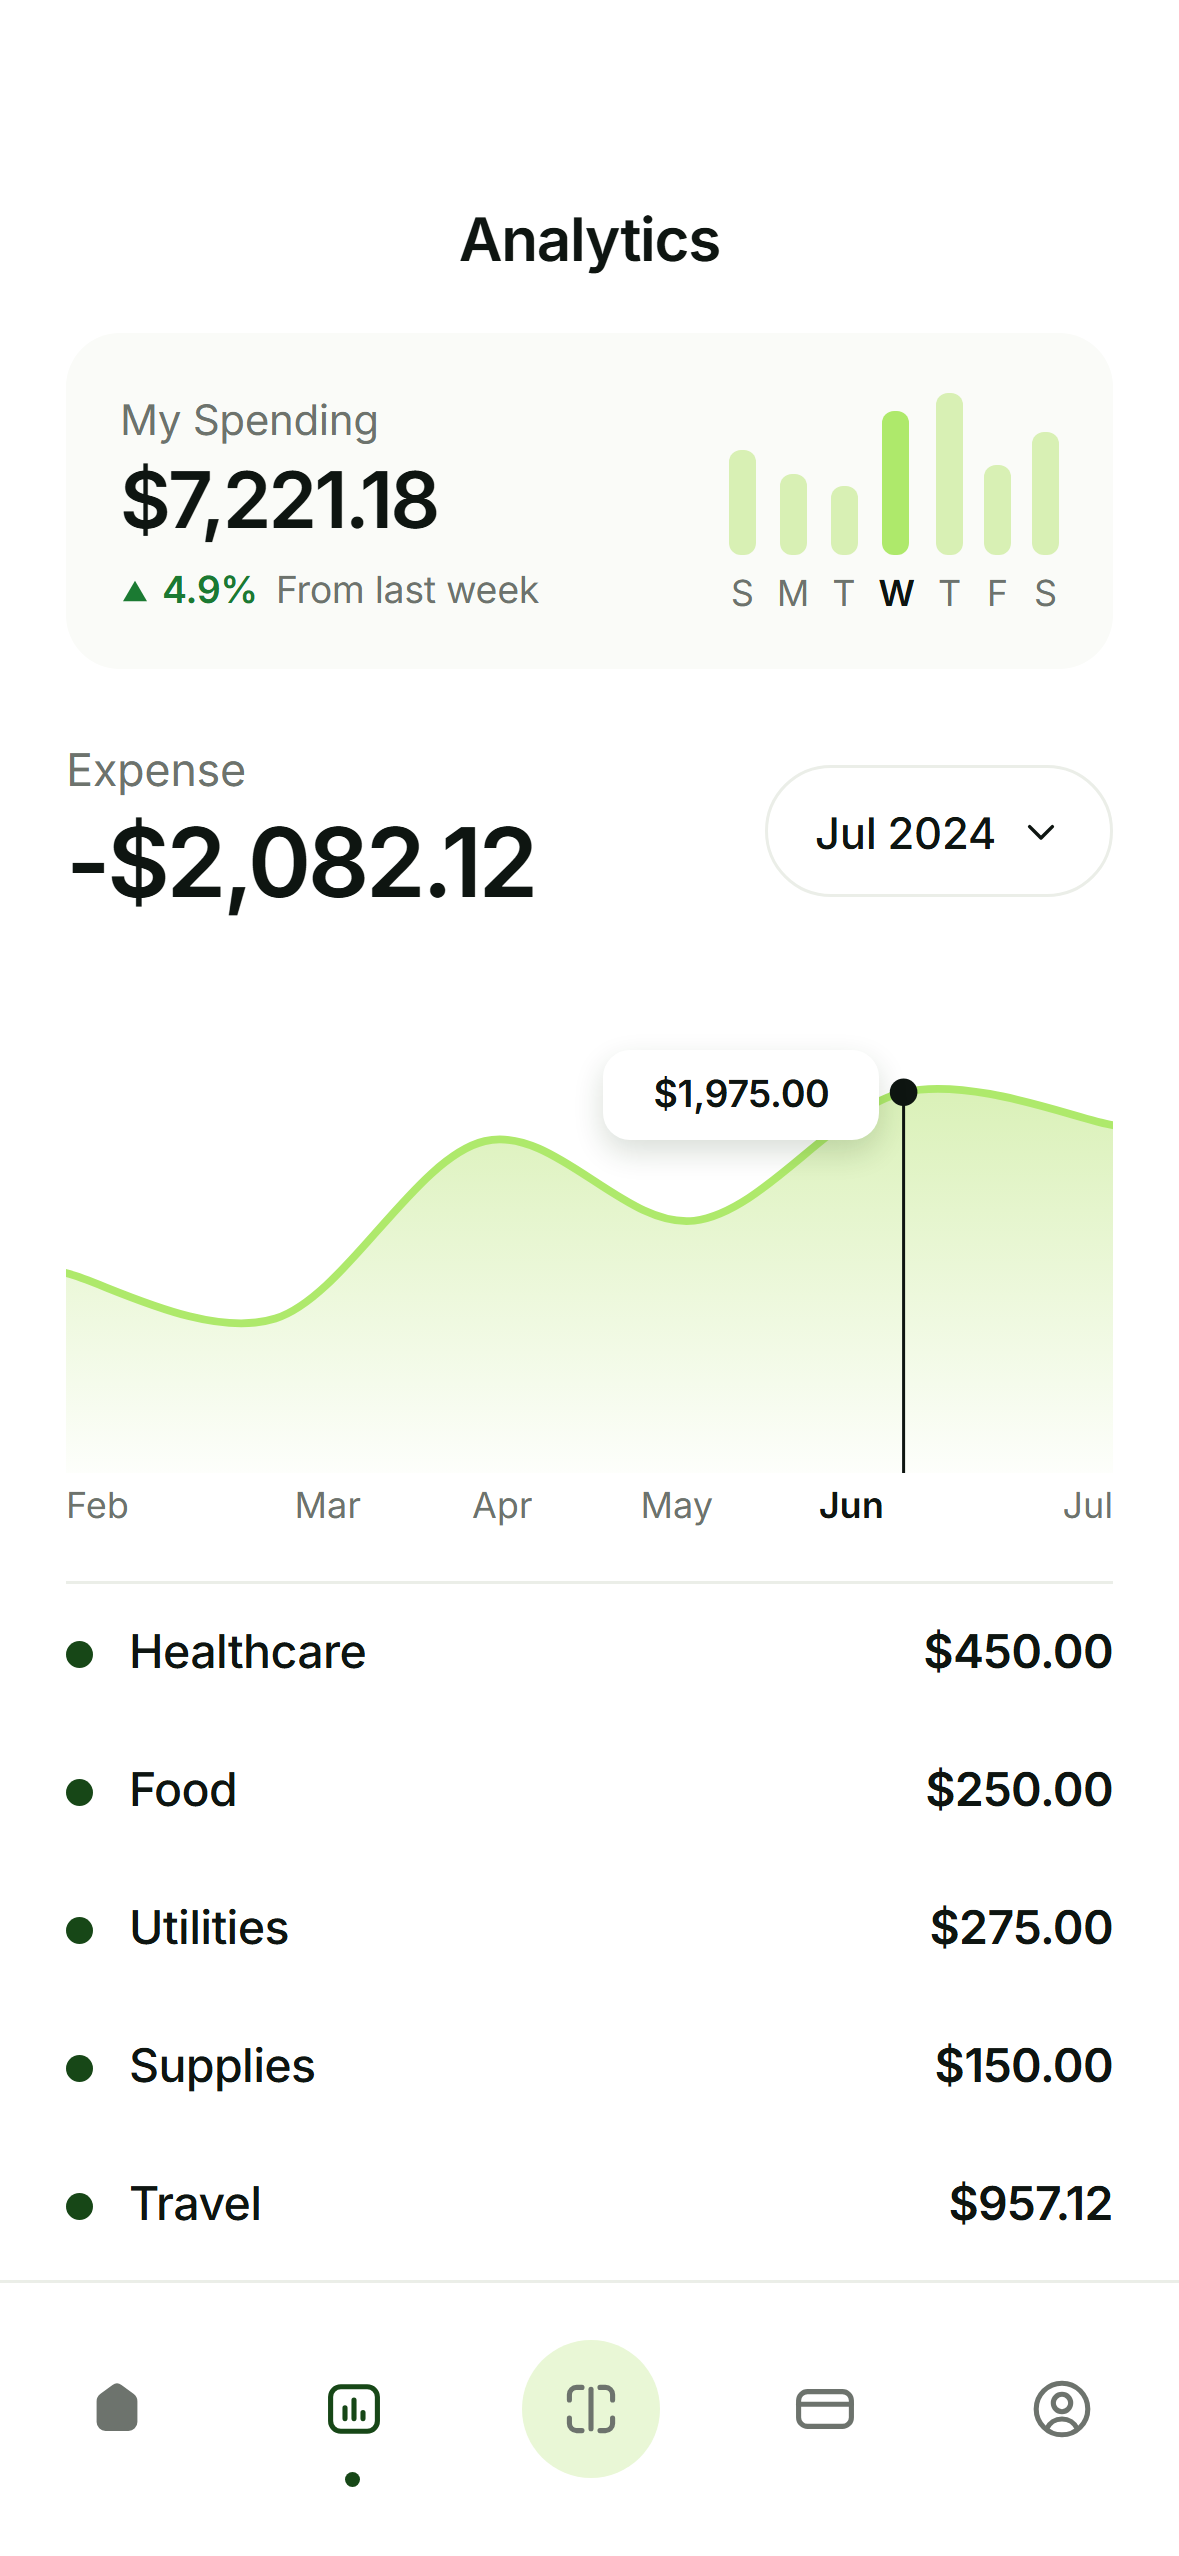 Analytics
My Spending
$7,221.18
4.9% From last week
S M T W T F S
Expense
-$2,082.12
Jul 2024
$1,975.00
Feb Mar Apr May Jun Jul
Healthcare $450.00
Food $250.00
Utilities $275.00
Supplies $150.00
Travel $957.12